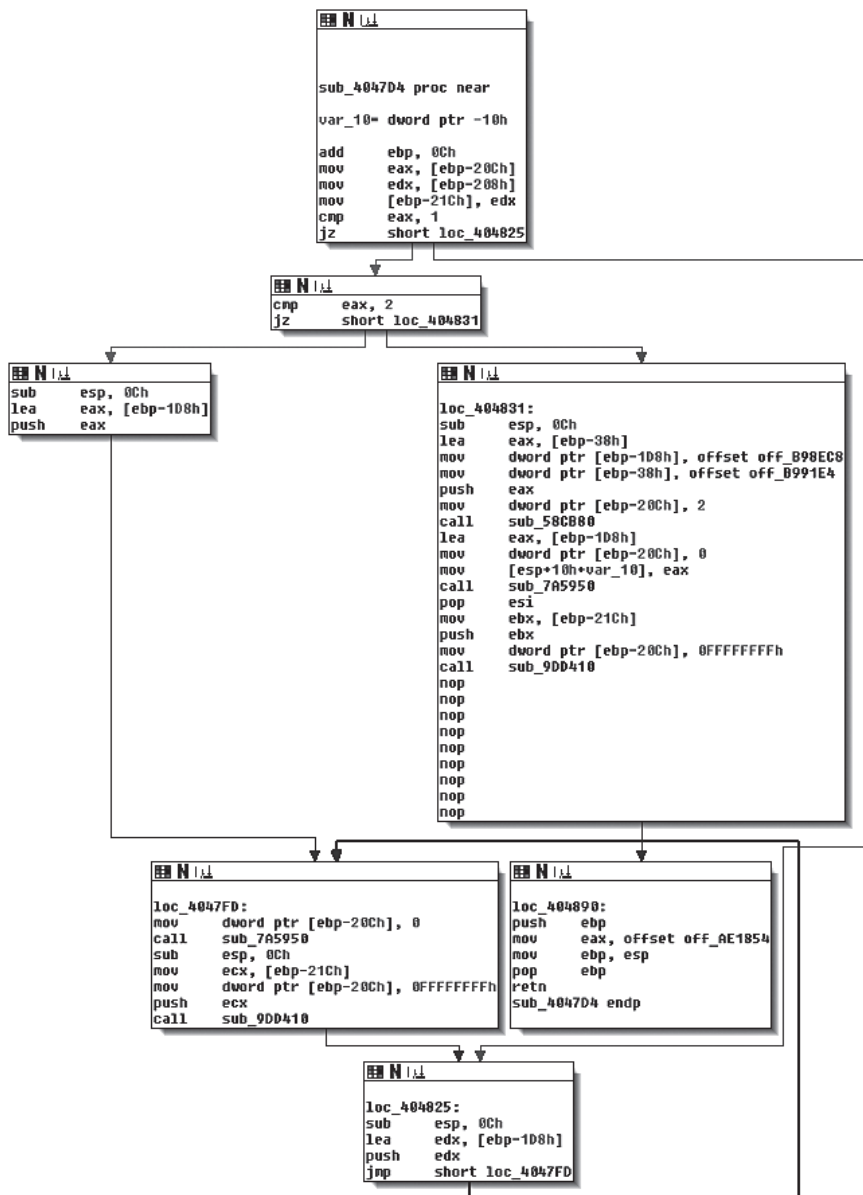 sub_4047D4 proc near
var_10= dword ptr -10h
add ebp, 0Ch
mov eax, [ebp-20Ch]
mov edx, [ebp-208h]
mov [ebp-21Ch], edx
cmp eax, 1
jz short loc_404825
cmp eax, 2
jz short loc_404831
sub esp, 0Ch
lea eax, [ebp-1D8h]
push eax
loc_404831:
sub esp, 0Ch
lea eax, [ebp-38h]
mov dword ptr [ebp-1D8h], offset off_B98EC8
mov dword ptr [ebp-38h], offset off_B991E4
push eax
mov dword ptr [ebp-20Ch], 2
call sub_58CB80
lea eax, [ebp-1D8h]
mov dword ptr [ebp-20Ch], 0
mov [esp+10h+var_10], eax
call sub_7A5950
pop esi
mov ebx, [ebp-21Ch]
push ebx
mov dword ptr [ebp-20Ch], 0FFFFFFFFh
call sub_9DD410
nop
nop
nop
nop
nop
nop
nop
nop
nop
loc_4047FD:
mov dword ptr [ebp-20Ch], 0
call sub_7A5950
sub esp, 0Ch
mov ecx, [ebp-21Ch]
mov dword ptr [ebp-20Ch], 0FFFFFFFFh
push ecx
call sub_9DD410
loc_404890:
push ebp
mov eax, offset off_AE1854
mov ebp, esp
pop ebp
retn
sub_4047D4 endp
loc_404825:
sub esp, 0Ch
lea edx, [ebp-1D8h]
push edx
jmp short loc_4047FD